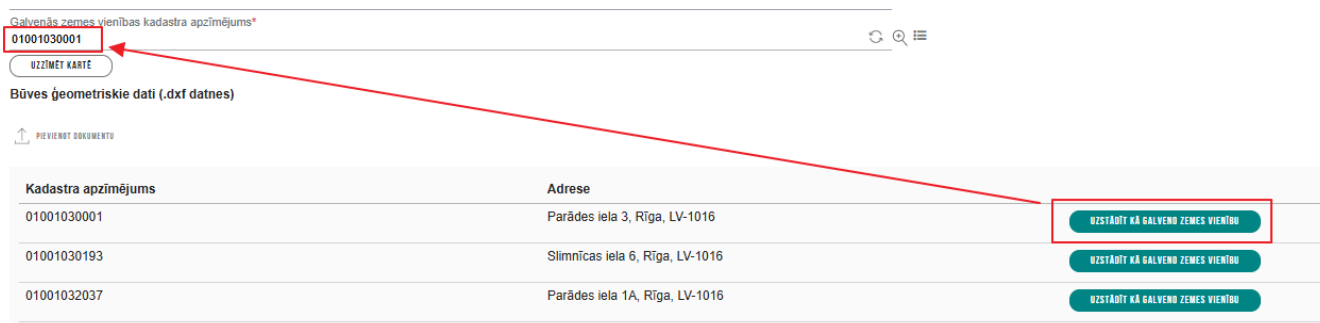 Galvenās zemes vienības kadastra apzīmējums*
01001030001
UZZĪMĒT KARTĒ
Būves ģeometriskie dati (.dxf datnes)
PIEVIENOT DOKUMENTU
Kadastra apzīmējums Adrese
01001030001 Parādes iela 3, Rīga, LV-1016 UZSTĀDĪT KĀ GALVENO ZEMES VIENĪBU
01001030193 Slimnīcas iela 6, Rīga, LV-1016 UZSTĀDĪT KĀ GALVENO ZEMES VIENĪBU
01001032037 Parādes iela 1A, Rīga, LV-1016 UZSTĀDĪT KĀ GALVENO ZEMES VIENĪBU